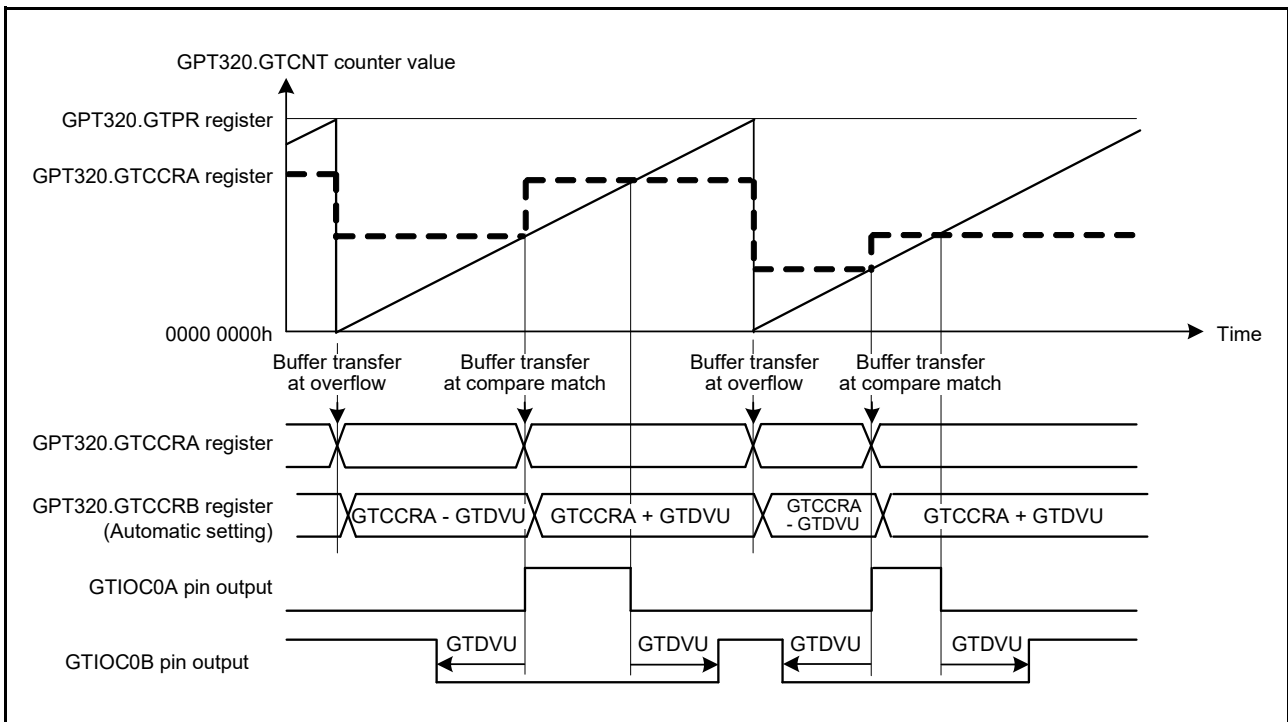 GPT320.GTCNT counter value
GPT320.GTPR register
GPT320.GTCCRA register
0000 0000h
Time
Buffer transfer
at overflow
Buffer transfer
at compare match
Buffer transfer
at overflow
Buffer transfer
at compare match
GPT320.GTCCRA register
GPT320.GTCCRB register
(Automatic setting)
GTCCRA - GTDVU
GTCCRA + GTDVU
GTCCRA
- GTDVU
GTCCRA + GTDVU
GTIOC0A pin output
GTIOC0B pin output
GTDVU
GTDVU
GTDVU
GTDVU